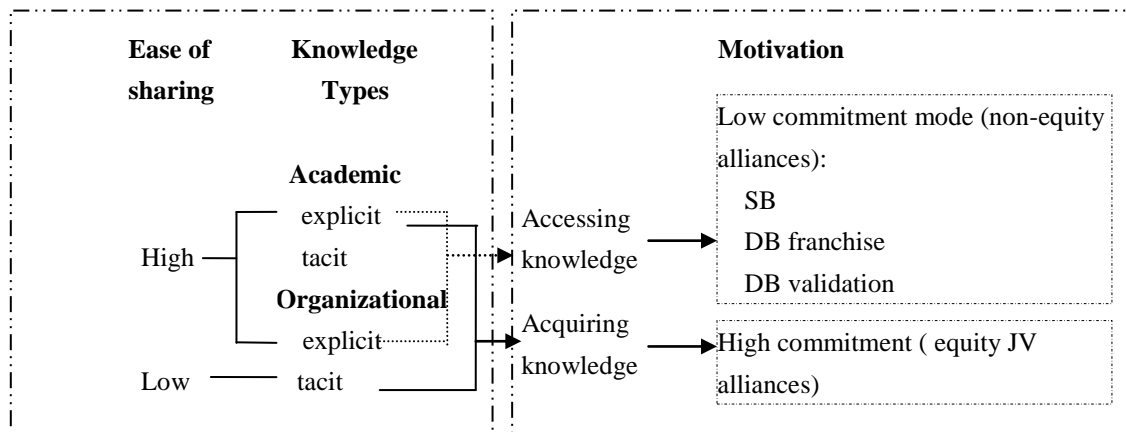 Ease of
sharing
Knowledge
Types
Academic
explicit
High
tacit
Organizational
explicit
Low
tacit
Motivation
Accessing
knowledge
Acquiring
knowledge
Low commitment mode (non-equity
alliances):
SB
DB franchise
DB validation
High commitment ( equity JV
alliances)